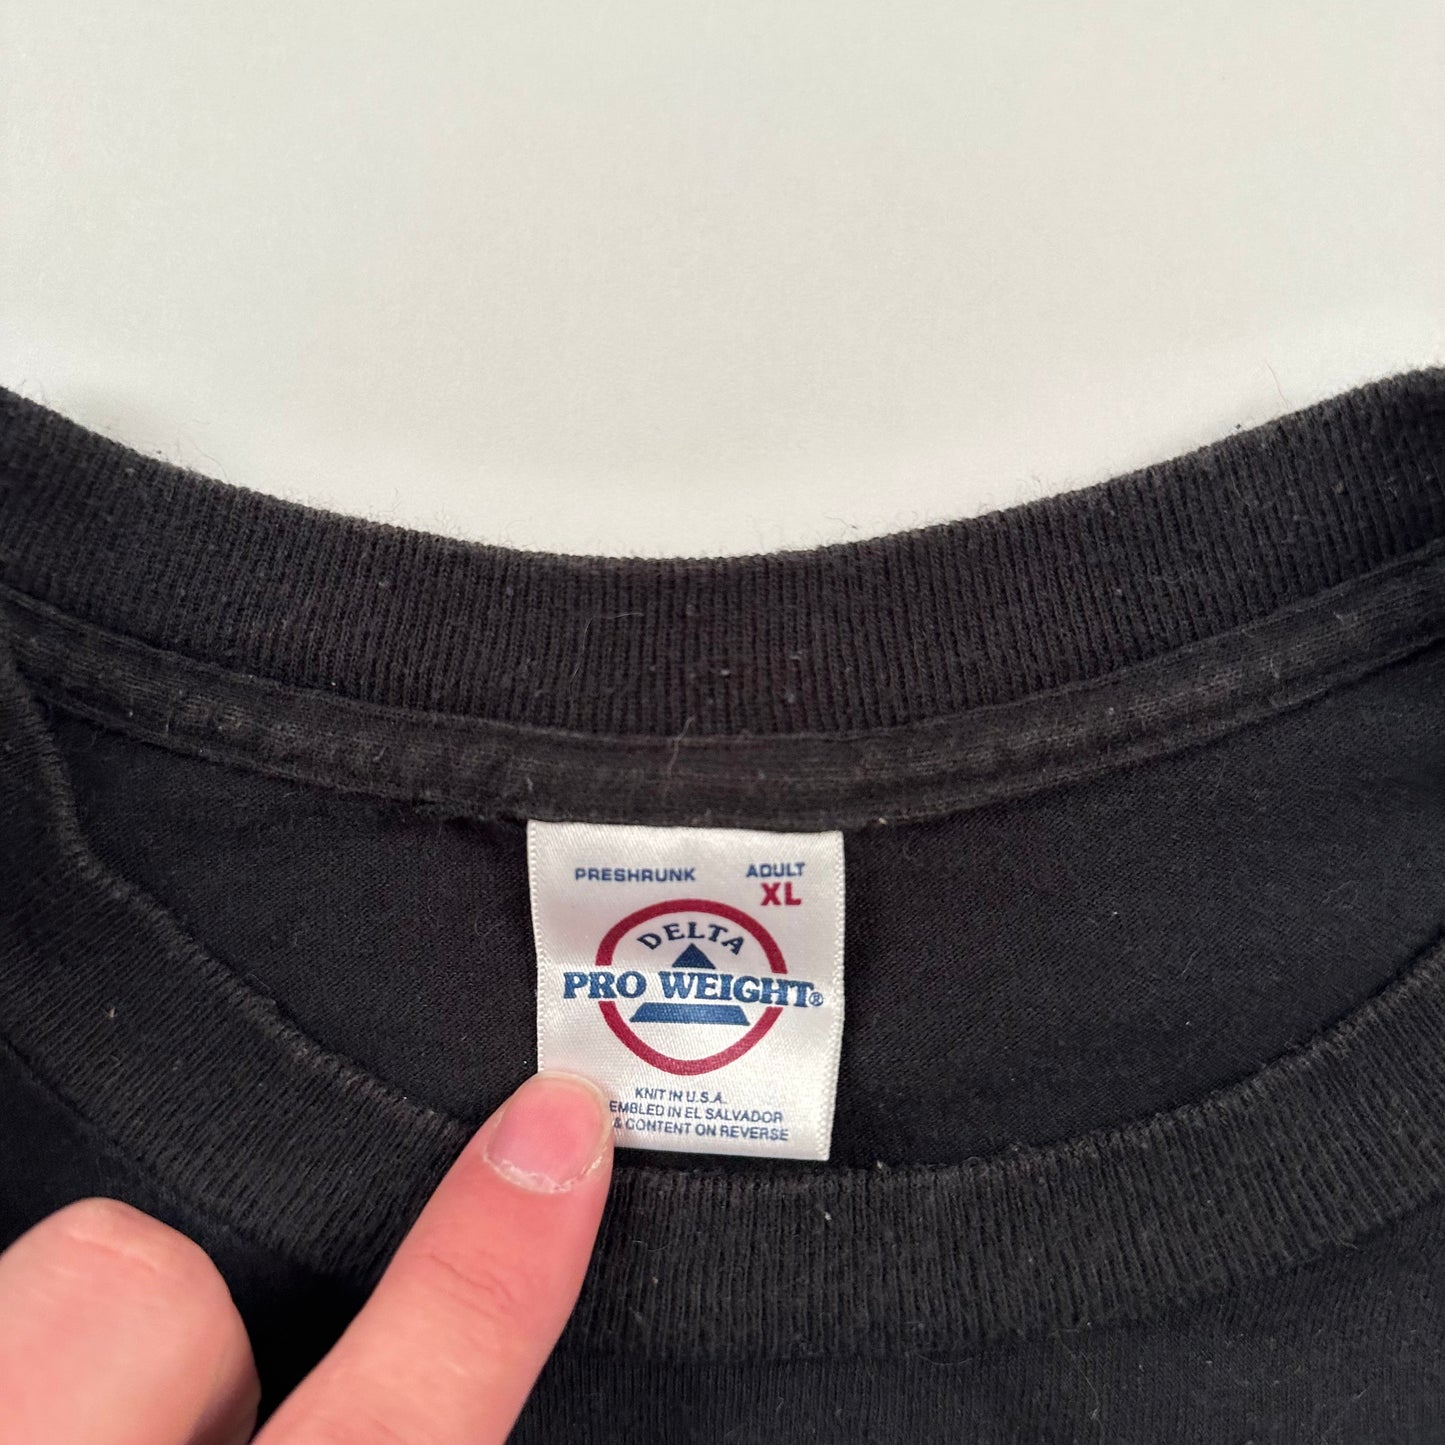 PRESHRUNK ADULT
XL
DELTA
PRO WEIGHT®
KNIT IN U.S.A.
EMBLED IN EL SALVADOR
& CONTENT ON REVERSE